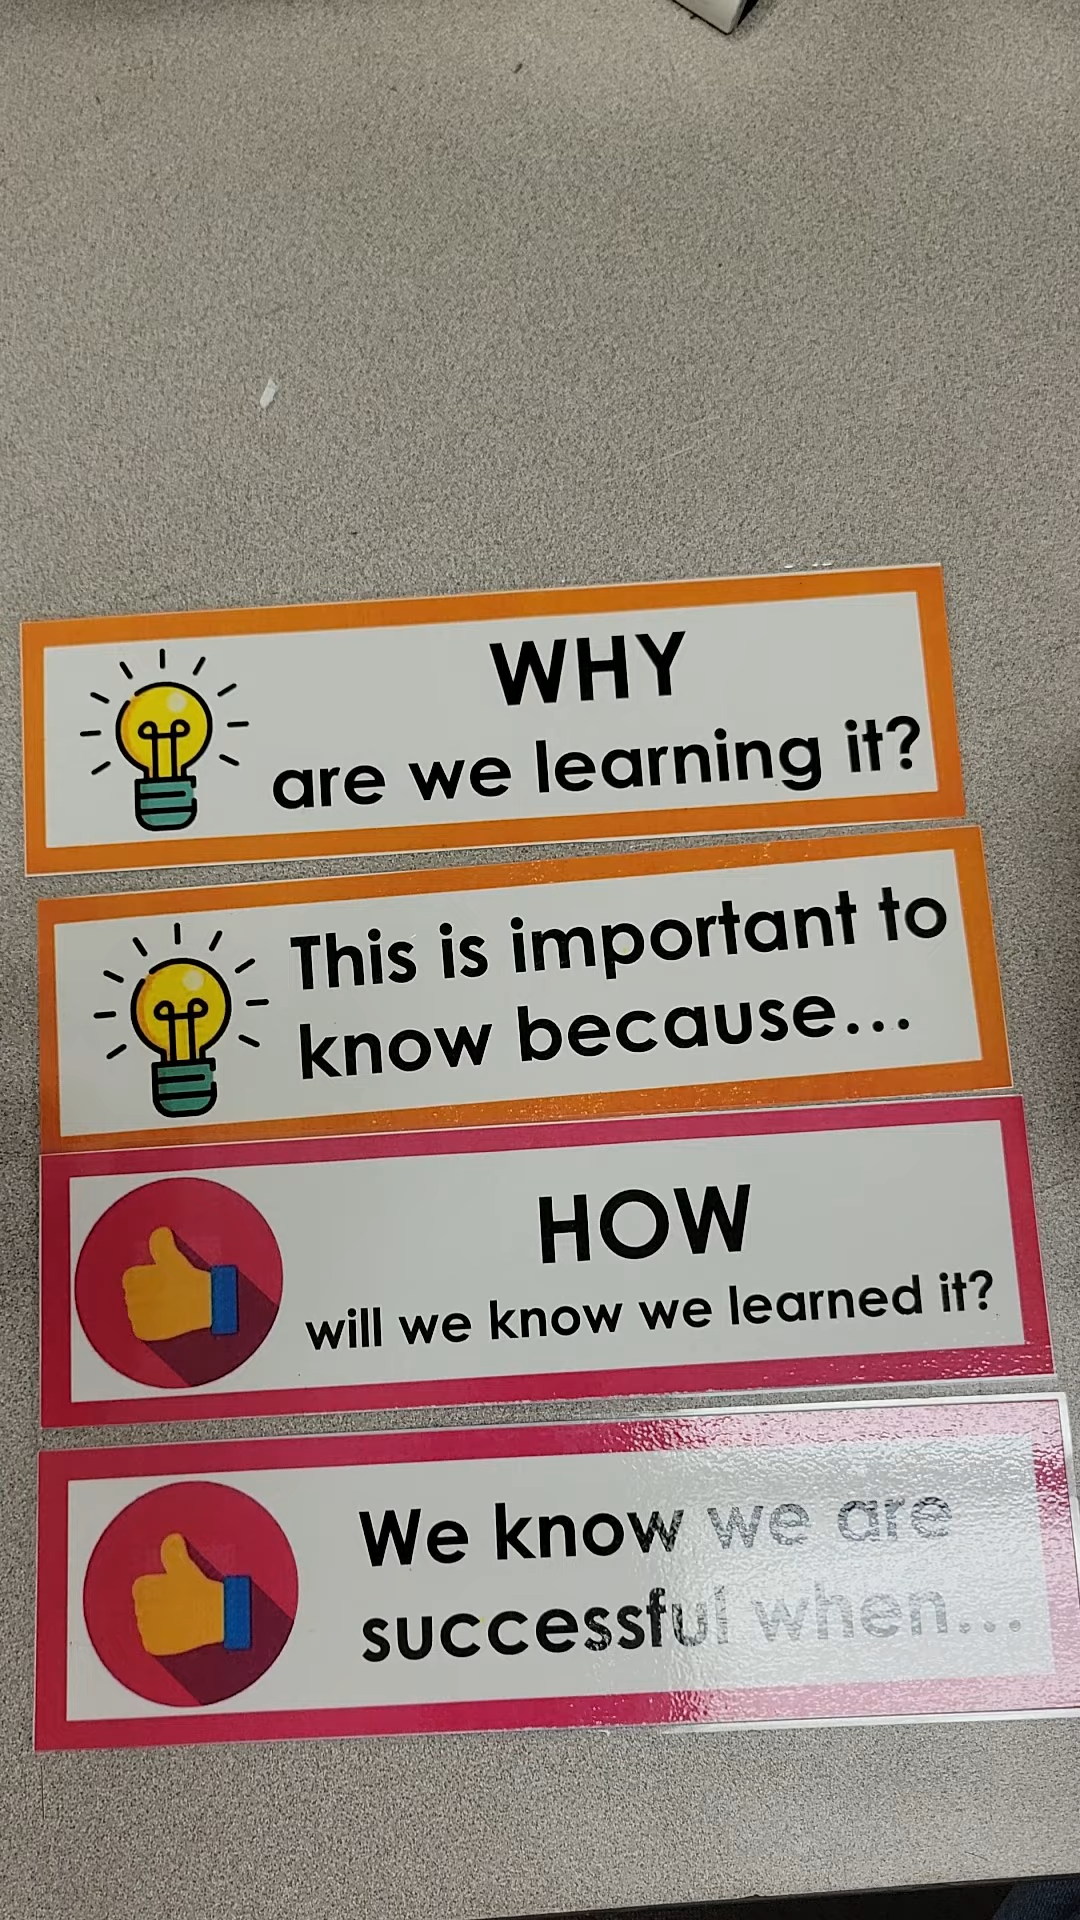 WHY
are we learning it?
This is important to
know because...
HOW
will we know we learned it?
We know we are
successful when...